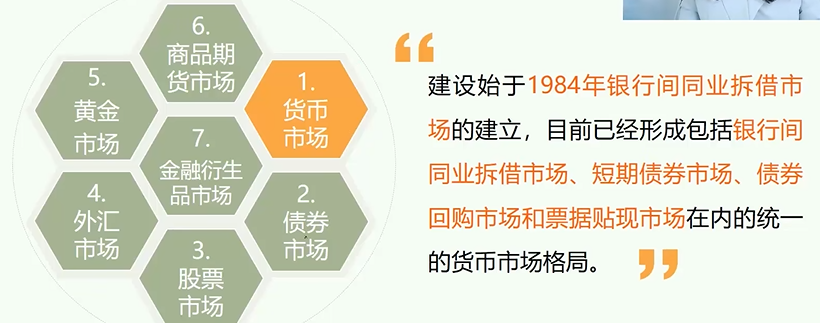 6.
商品期
货市场
5.
黄金
市场
1.
货币
市场
7.
金融衍生
品市场
4.
外汇
市场
2.
债券
市场
3.
股票
市场
“
建设始于1984年银行间同业拆借市
场的建立，目前已经形成包括银行间
同业拆借市场、短期债券市场、债券
回购市场和票据贴现市场在内的统一
的货币市场格局。
”